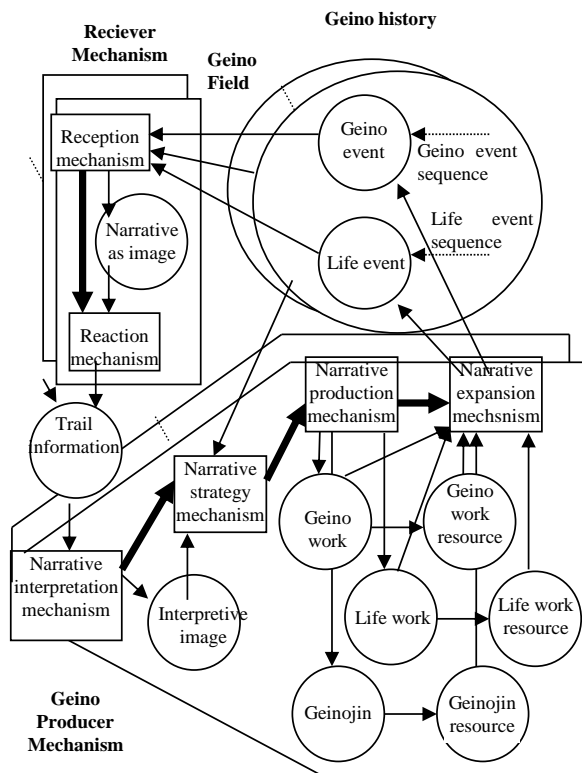 Geino history
Reciever
Mechanism
Geino
Field
Reception
mechanism
Narrative
as image
Reaction
mechanism
Geino
event
Geino event
sequence
Life event
sequence
Life event
Trail
information
Narrative
production
mechanism
Narrative
expansion
mechsnism
Narrative
strategy
mechanism
Geino
work
Geino
work
resource
Narrative
interpretation
mechanism
Interpretive
image
Life work
Life work
resource
Geino
Producer
Mechanism
Geinojin
Geinojin
resource